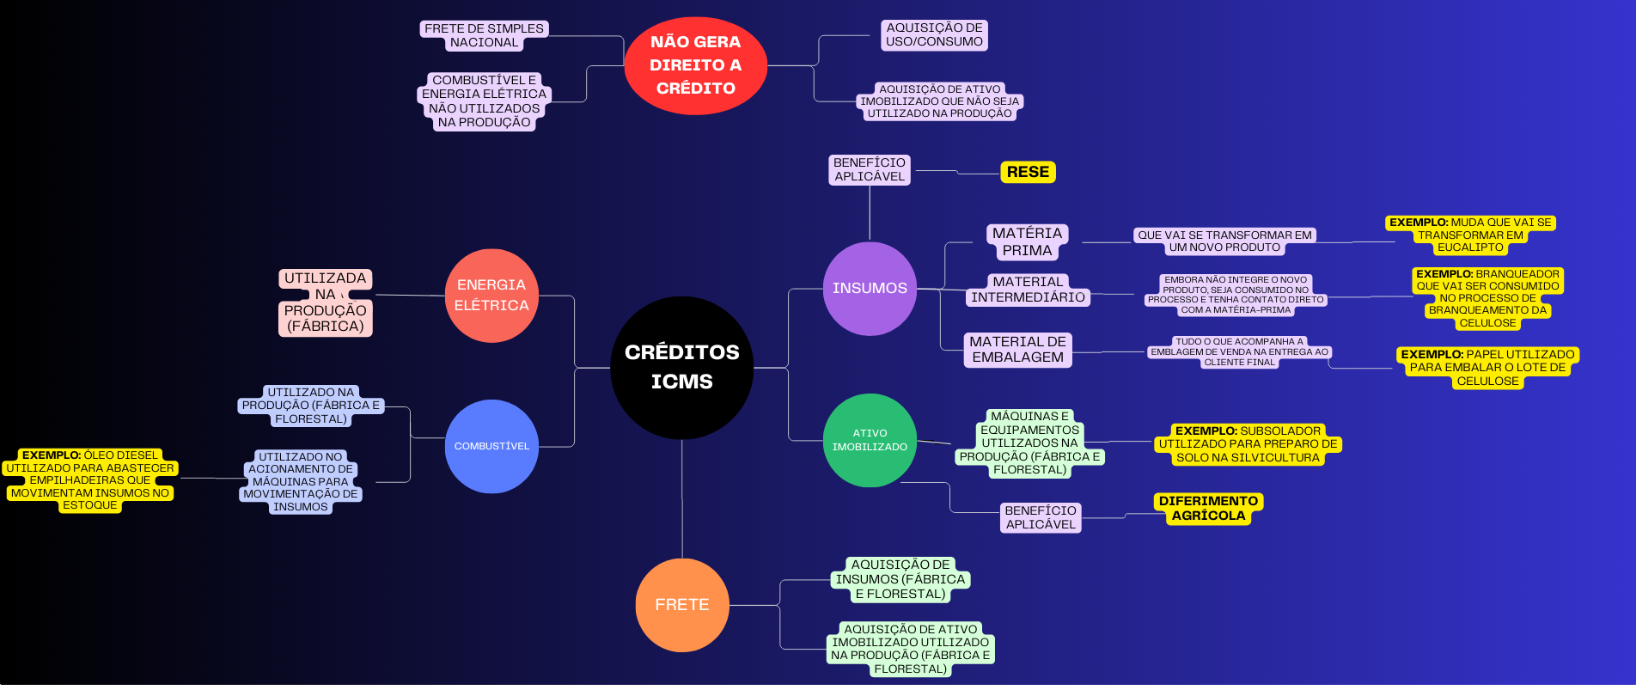 FRETE DE SIMPLES
NACIONAL
COMBUSTÍVEL E
ENERGIA ELÉTRICA
NÃO UTILIZADOS
NA PRODUÇÃO
NÃO GERA
DIREITO A
CRÉDITO
AQUISIÇÃO DE
USO/CONSUMO
AQUISIÇÃO DE ATIVO
IMOBILIZADO QUE NÃO SEJA
UTILIZADO NA PRODUÇÃO
BENEFÍCIO
APLICÁVEL
RESE
INSUMOS
MATÉRIA
PRIMA
QUE VAI SE TRANSFORMAR EM
UM NOVO PRODUTO
EXEMPLO: MUDA QUE VAI SE
TRANSFORMAR EM
EUCALIPTO
MATERIAL
INTERMEDIÁRIO
EMBORA NÃO INTEGRE O NOVO
PRODUTO, SEJA CONSUMIDO NO
PROCESSO E TENHA CONTATO DIRETO
COM A MATÉRIA-PRIMA
EXEMPLO: BRANQUEADOR
QUE VAI SER CONSUMIDO
NO PROCESSO DE
BRANQUEAMENTO DA
CELULOSE
MATERIAL DE
EMBALAGEM
TUDO O QUE ACOMPANHA A
EMBLAGEM DE VENDA NA ENTREGA AO
CLIENTE FINAL
EXEMPLO: PAPEL UTILIZADO
PARA EMBALAR O LOTE DE
CELULOSE
UTILIZADA
NA
PRODUÇÃO
(FÁBRICA)
ENERGIA
ELÉTRICA
CRÉDITOS
ICMS
UTILIZADO NA
PRODUÇÃO (FÁBRICA E
FLORESTAL)
COMBUSTÍVEL
EXEMPLO: ÓLEO DIESEL
UTILIZADO PARA ABASTECER
EMPILHADEIRAS QUE
MOVIMENTAM INSUMOS NO
ESTOQUE
UTILIZADO NO
ACIONAMENTO DE
MÁQUINAS PARA
MOVIMENTAÇÃO DE
INSUMOS
ATIVO
IMOBILIZADO
MÁQUINAS E
EQUIPAMENTOS
UTILIZADOS NA
PRODUÇÃO (FÁBRICA E
FLORESTAL)
EXEMPLO: SUBSOLADOR
UTILIZADO PARA PREPARO DE
SOLO NA SILVICULTURA
BENEFÍCIO
APLICÁVEL
DIFERIMENTO
AGRÍCOLA
FRETE
AQUISIÇÃO DE
INSUMOS (FÁBRICA
E FLORESTAL)
AQUISIÇÃO DE ATIVO
IMOBILIZADO UTILIZADO
NA PRODUÇÃO (FÁBRICA E
FLORESTAL)